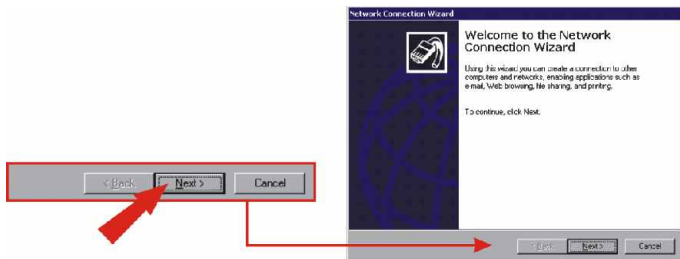 Network Connection Wizard
Welcome to the Network
Connection Wizard
Using this wizard you can create a connection to other
computers and networks, enabling applications such as
e-mail, Web browsing, file sharing, and printing.
To continue, click Next.
< Back Next > Cancel
< Back Next > Cancel